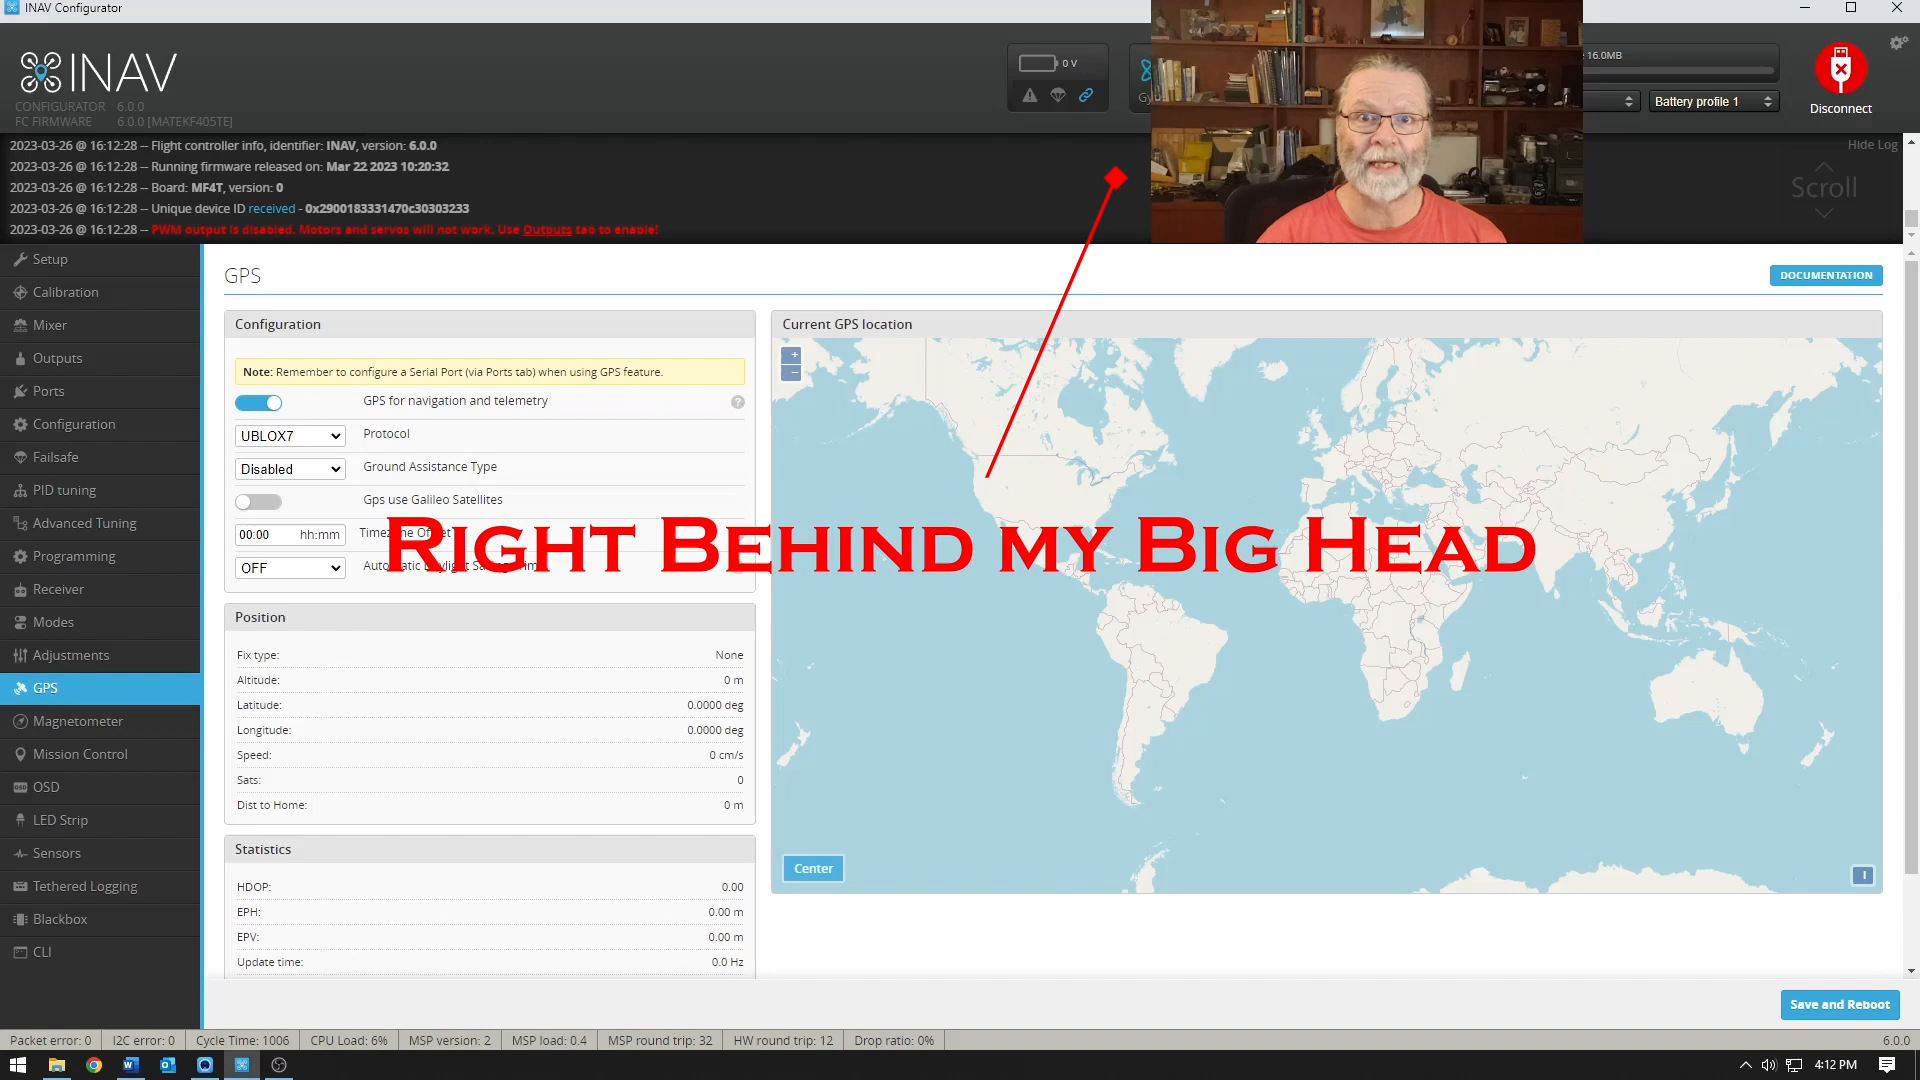 INAV Configurator
INAV
CONFIGURATOR 6.0.0
FC FIRMWARE 6.0.0 [MATEKF405TE]
0 V
16.0MB
Battery profile 1
Disconnect
2023-03-26 @ 16:12:28 -- Flight controller info, identifier: INAV, version: 6.0.0
2023-03-26 @ 16:12:28 -- Running firmware released on: Mar 22 2023 10:20:32
2023-03-26 @ 16:12:28 -- Board: MF4T, version: 0
2023-03-26 @ 16:12:28 -- Unique device ID received - 0x2900183331470c30303233
2023-03-26 @ 16:12:28 -- PWM output is disabled. Motors and servos will not work. Use Outputs tab to enable!
Hide Log
Scroll
Setup
Calibration
Mixer
Outputs
Ports
Configuration
Failsafe
PID tuning
Advanced Tuning
Programming
Receiver
Modes
Adjustments
GPS
Magnetometer
Mission Control
OSD
LED Strip
Sensors
Tethered Logging
Blackbox
CLI
GPS
DOCUMENTATION
Configuration
Note: Remember to configure a Serial Port (via Ports tab) when using GPS feature.
GPS for navigation and telemetry
UBLOX7 Protocol
Disabled Ground Assistance Type
Gps use Galileo Satellites
00:00 hh:mm
OFF
Right Behind my Big Head
Position
Fix type: None
Altitude: 0 m
Latitude: 0.0000 deg
Longitude: 0.0000 deg
Speed: 0 cm/s
Sats: 0
Dist to Home: 0 m
Statistics
HDOP: 0.00
EPH: 0.00 m
EPV: 0.00 m
Update time: 0.0 Hz
Current GPS location
+
−
Center
I
Save and Reboot
Packet error: 0 I2C error: 0 Cycle Time: 1006 CPU Load: 6% MSP version: 2 MSP load: 0.4 MSP round trip: 32 HW round trip: 12 Drop ratio: 0% 6.0.0
4:12 PM